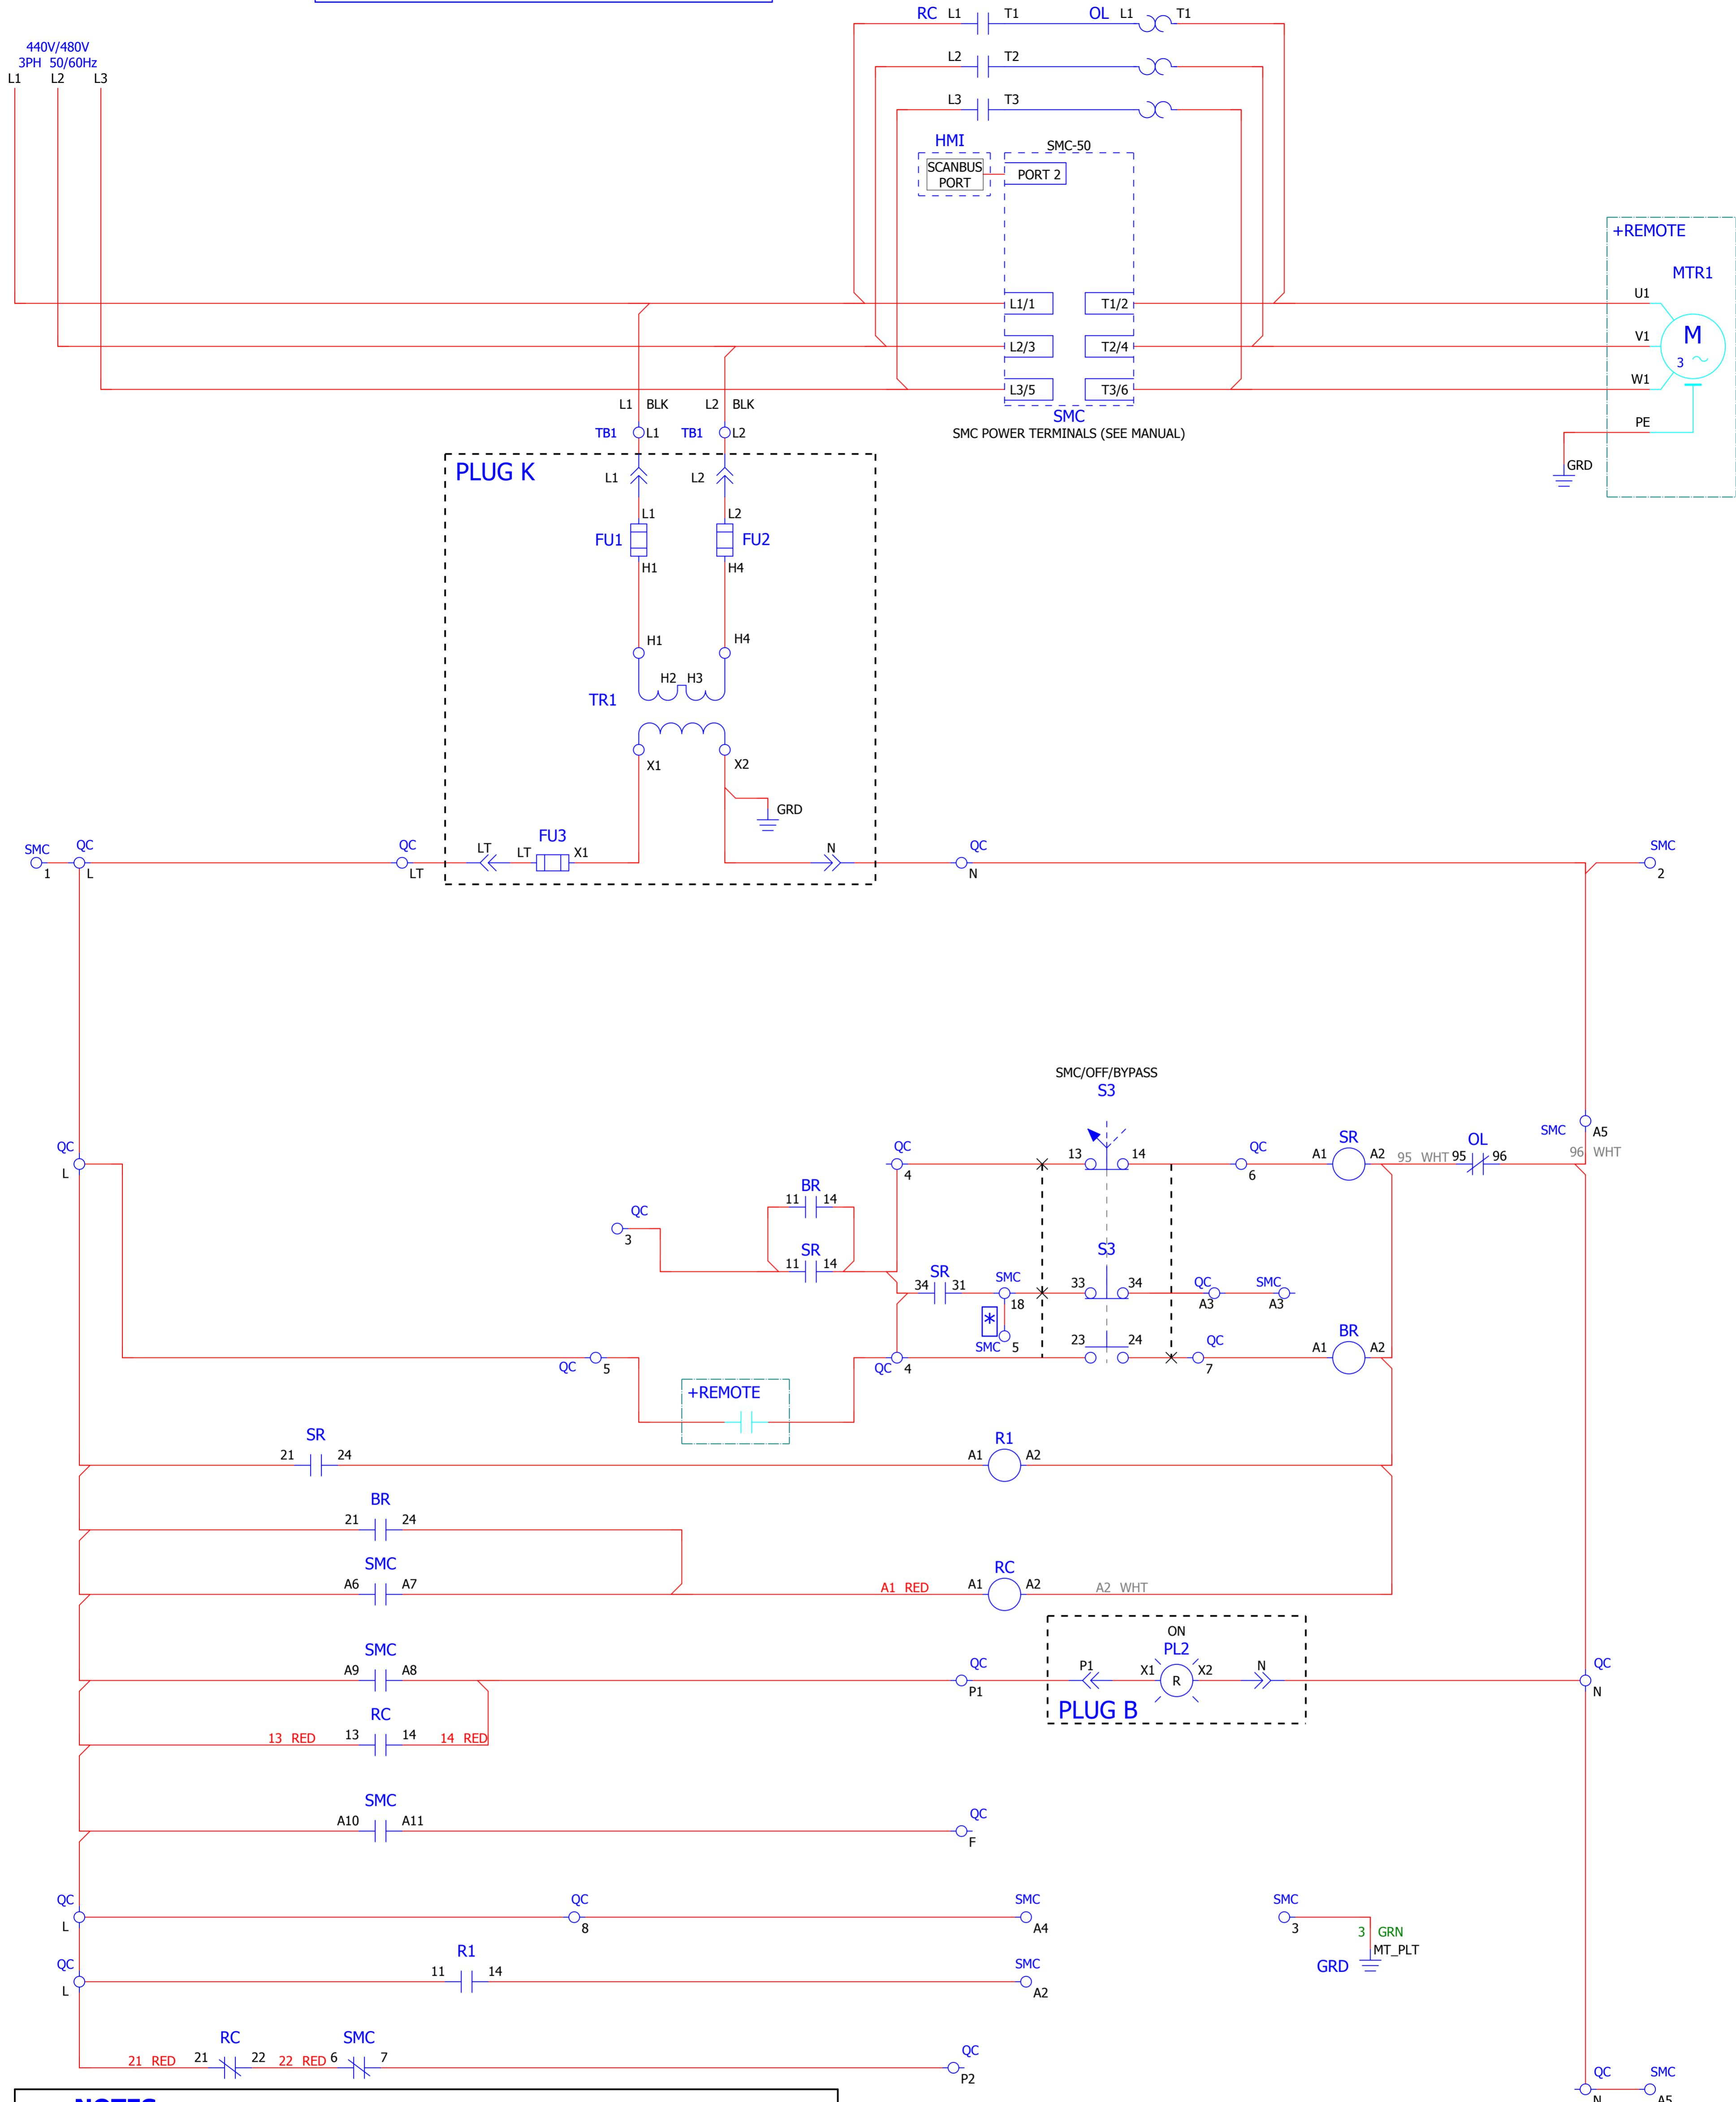 RC L1 T1 OL L1 T1
440V/480V
3PH 50/60Hz
L1 L2 L3
L2 T2
L3 T3
HMI
SMC-50
SCANBUS
PORT
PORT 2
+REMOTE
MTR1
L1/1 T1/2 U1
L2/3 T2/4 V1 M
3
L3/5 T3/6 W1
L1 BLK L2 BLK
SMC
TB1 L1 TB1 L2
SMC POWER TERMINALS (SEE MANUAL)
PE
GRD
PLUG K
L1 L2
L1 L2
FU1 FU2
H1 H4
H1 H4
H2 H3
TR1
X1 X2
GRD
SMC QC QC LT LT FU3 X1 N QC SMC
1 L LT N 2
SMC/OFF/BYPASS
S3
SMC A5
QC QC 13 14 QC SR OL
L 4 6 A1 A2 95 WHT 95 96 96 WHT
BR
11 14
QC
3
SR
11 14
S3
SR
34 31
SMC
18
33 34
QC
A3
SMC
A3
*
SMC 5
23 24
QC
7
BR
A1 A2
QC 5
QC 4
+REMOTE
SR
21 24
R1
A1 A2
BR
21 24
SMC
A6 A7
A1 RED
RC
A1 A2
A2 WHT
ON
SMC
A9 A8
QC
P1
P1
PL2
X1 R X2
N
QC
N
PLUG B
RC
13 RED 13 14 14 RED
SMC
A10 A11
QC
F
QC QC SMC SMC
L 8 A4 3
3 GRN
MT_PLT
GRD
QC R1 SMC
L 11 14 A2
RC SMC
21 RED 21 22 22 RED 6 7
QC
P2
QC SMC
N A5
NOTES